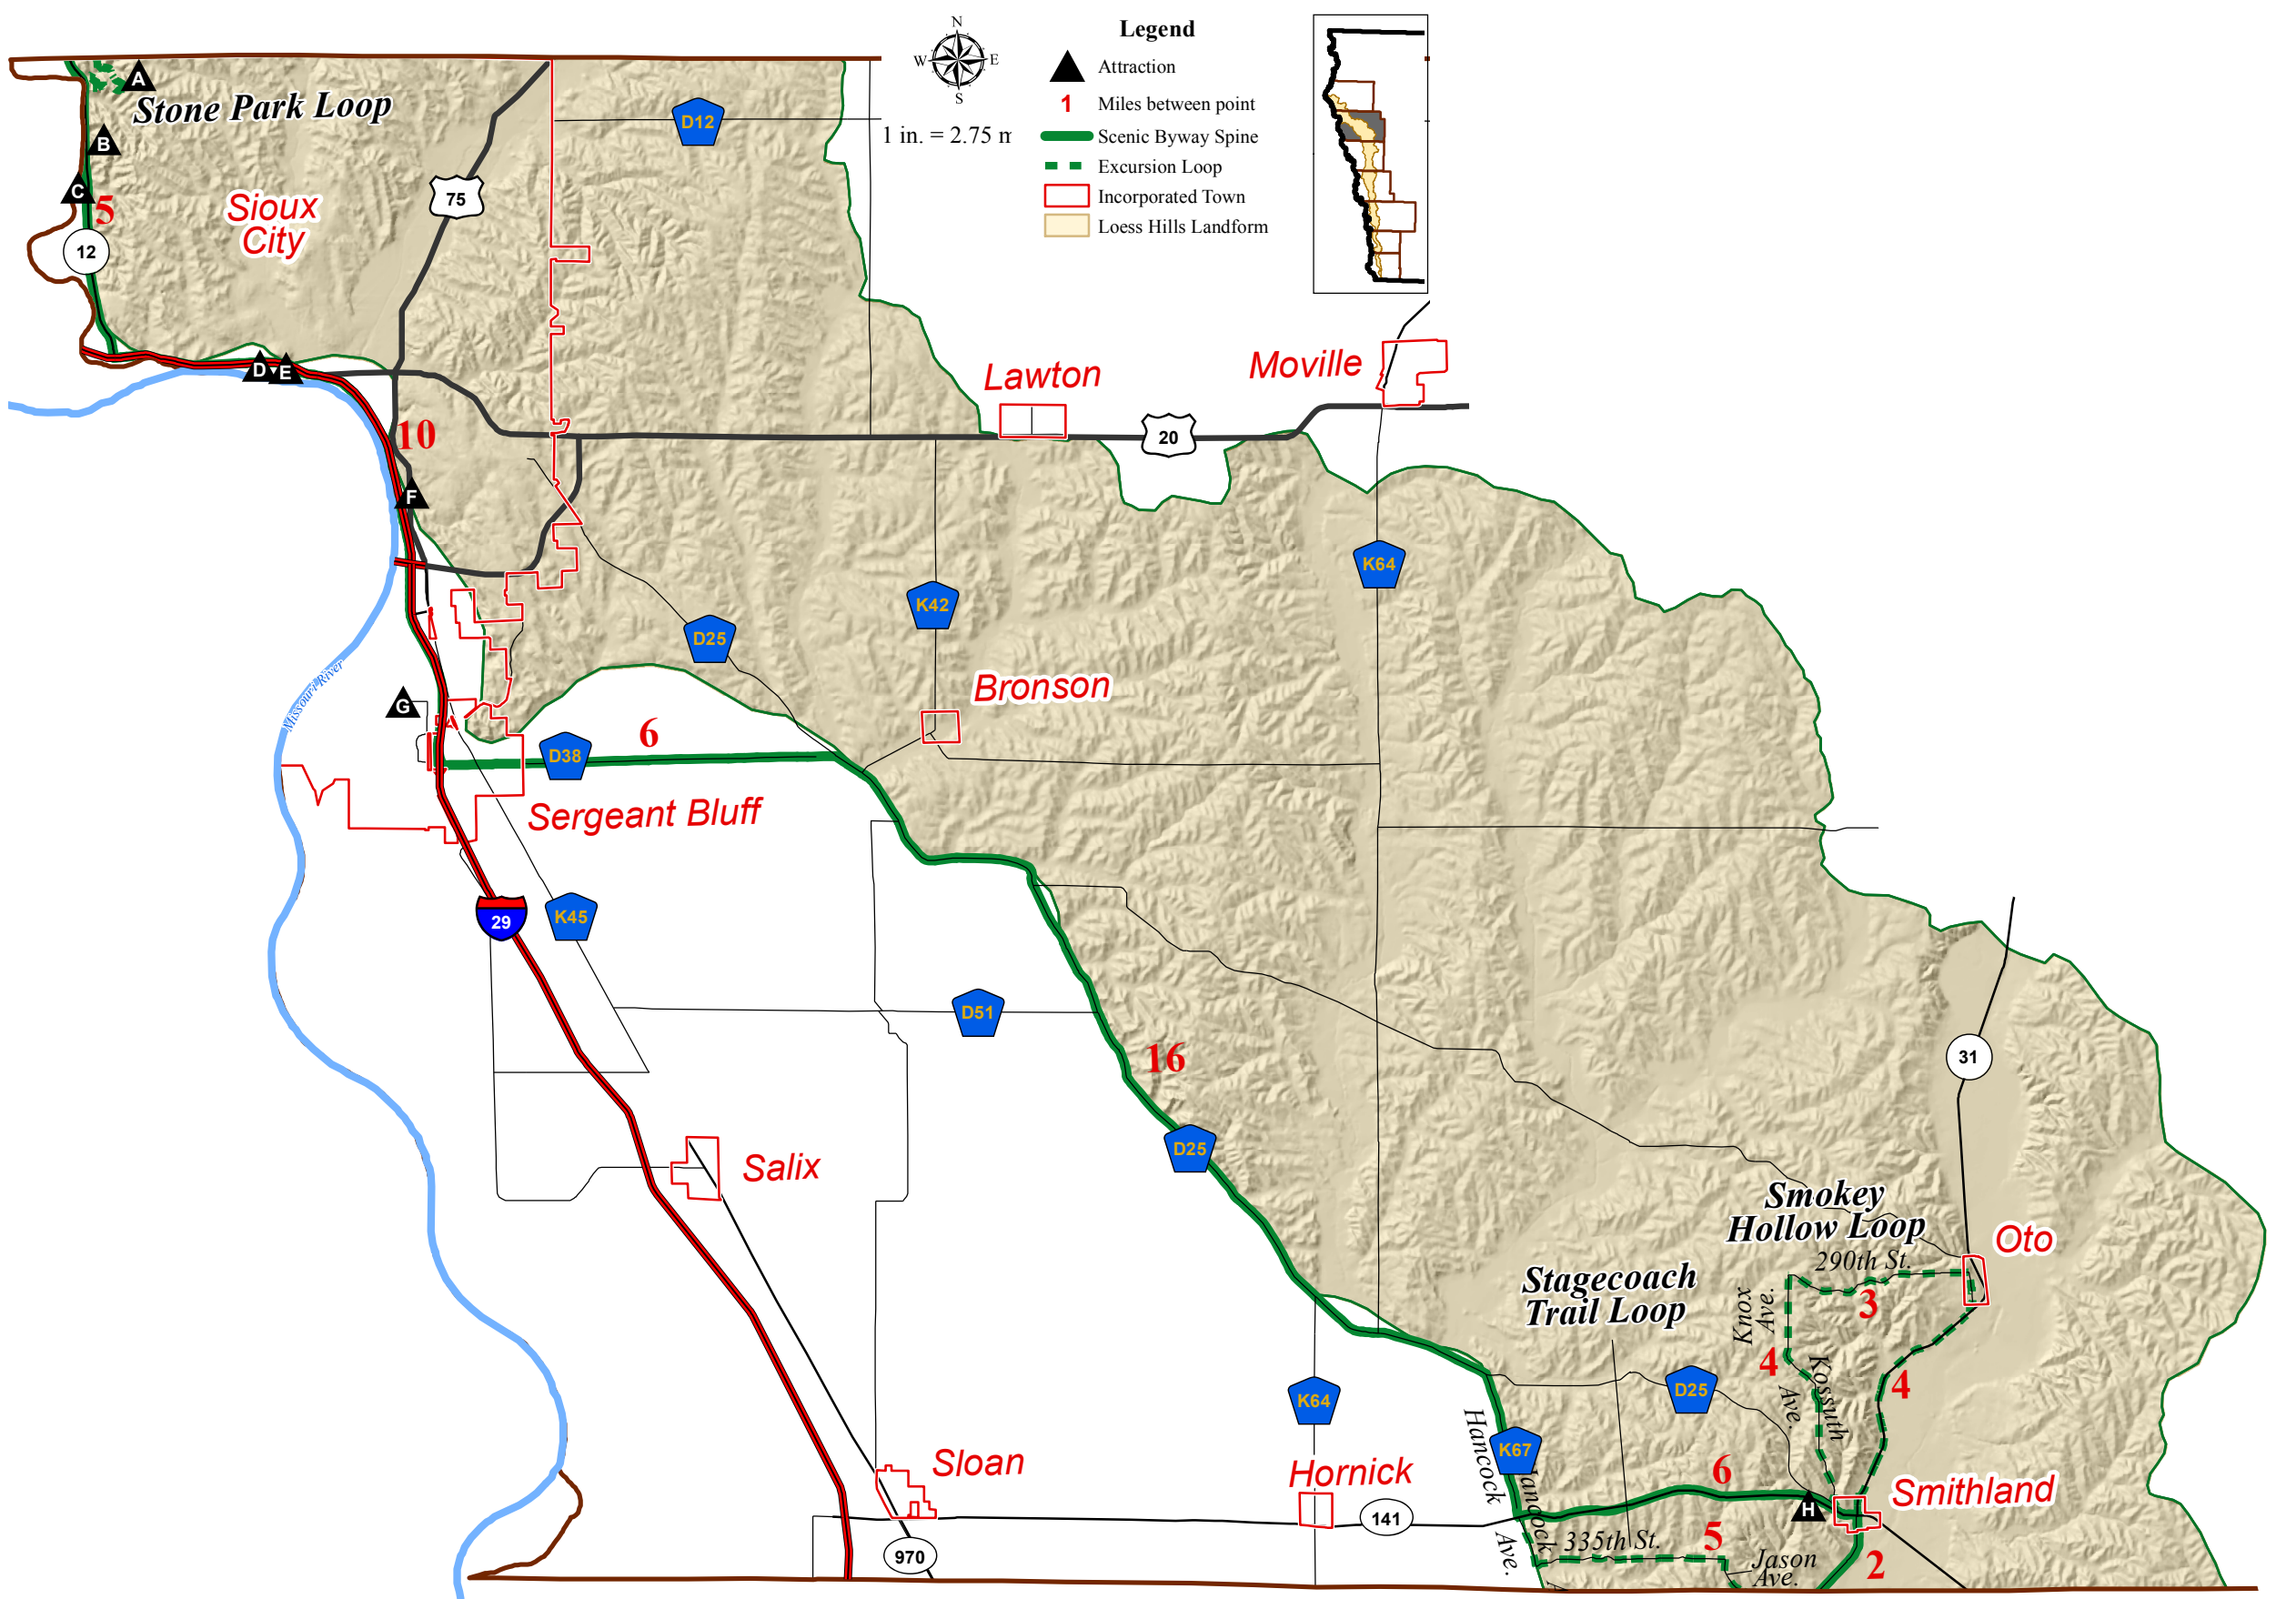 N
W E
S
1 in. = 2.75 m
Legend
Attraction
1 Miles between point
Scenic Byway Spine
Excursion Loop
Incorporated Town
Loess Hills Landform
A
Stone Park Loop
B
C
5
12
Sioux
City
75
D12
D
E
10
F
Lawton
Moville
20
K64
K42
D25
Missouri River
G
Bronson
6
D38
Sergeant Bluff
29
K45
D51
16
31
D25
Salix
Smokey
Hollow Loop
Oto
290th St.
3
Knox
Ave.
4
Kossuth
Ave.
4
Stagecoach
Trail Loop
D25
K64
Hancock
Ave.
K67
Hancock
Sloan
Hornick
6
H
Smithland
141
970
335th St.
5
Jason
Ave.
2